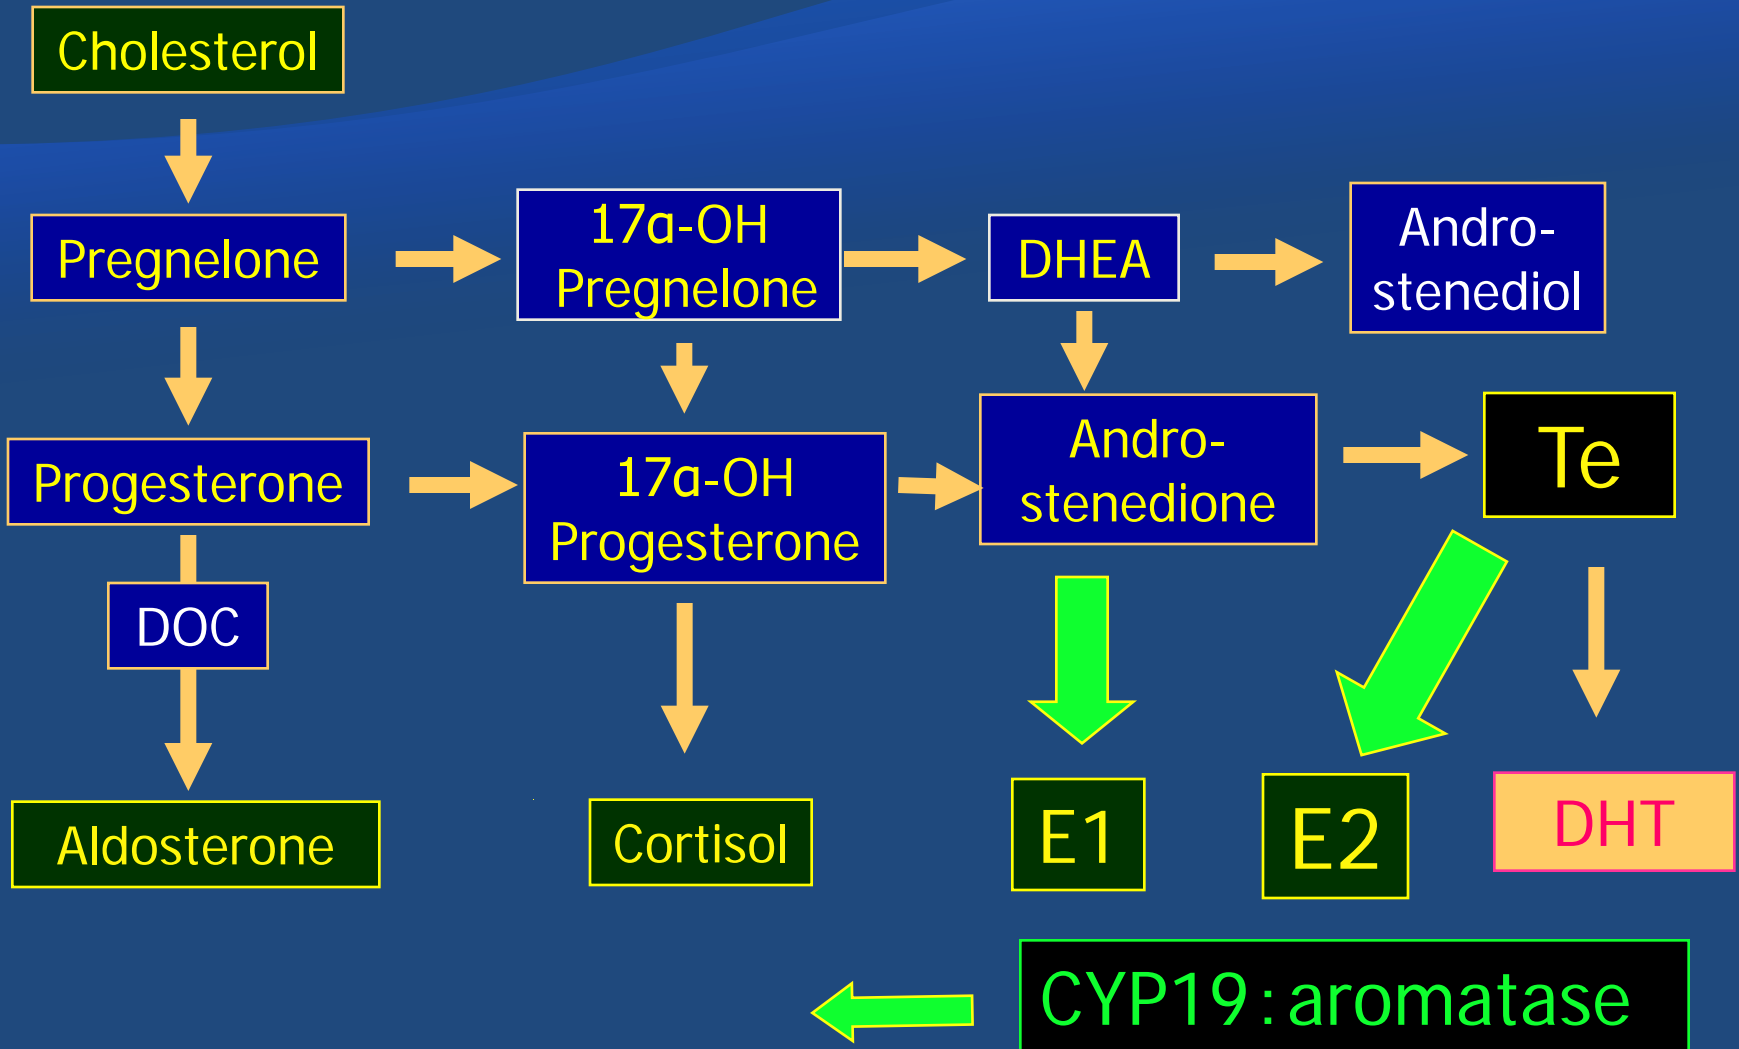 Cholesterol
Pregnelone
17α-OH
Pregnelone
DHEA
Andro-
stenediol
Progesterone
17α-OH
Progesterone
Andro-
stenedione
Te
DOC
Aldosterone
Cortisol
E1
E2
DHT
CYP19:aromatase